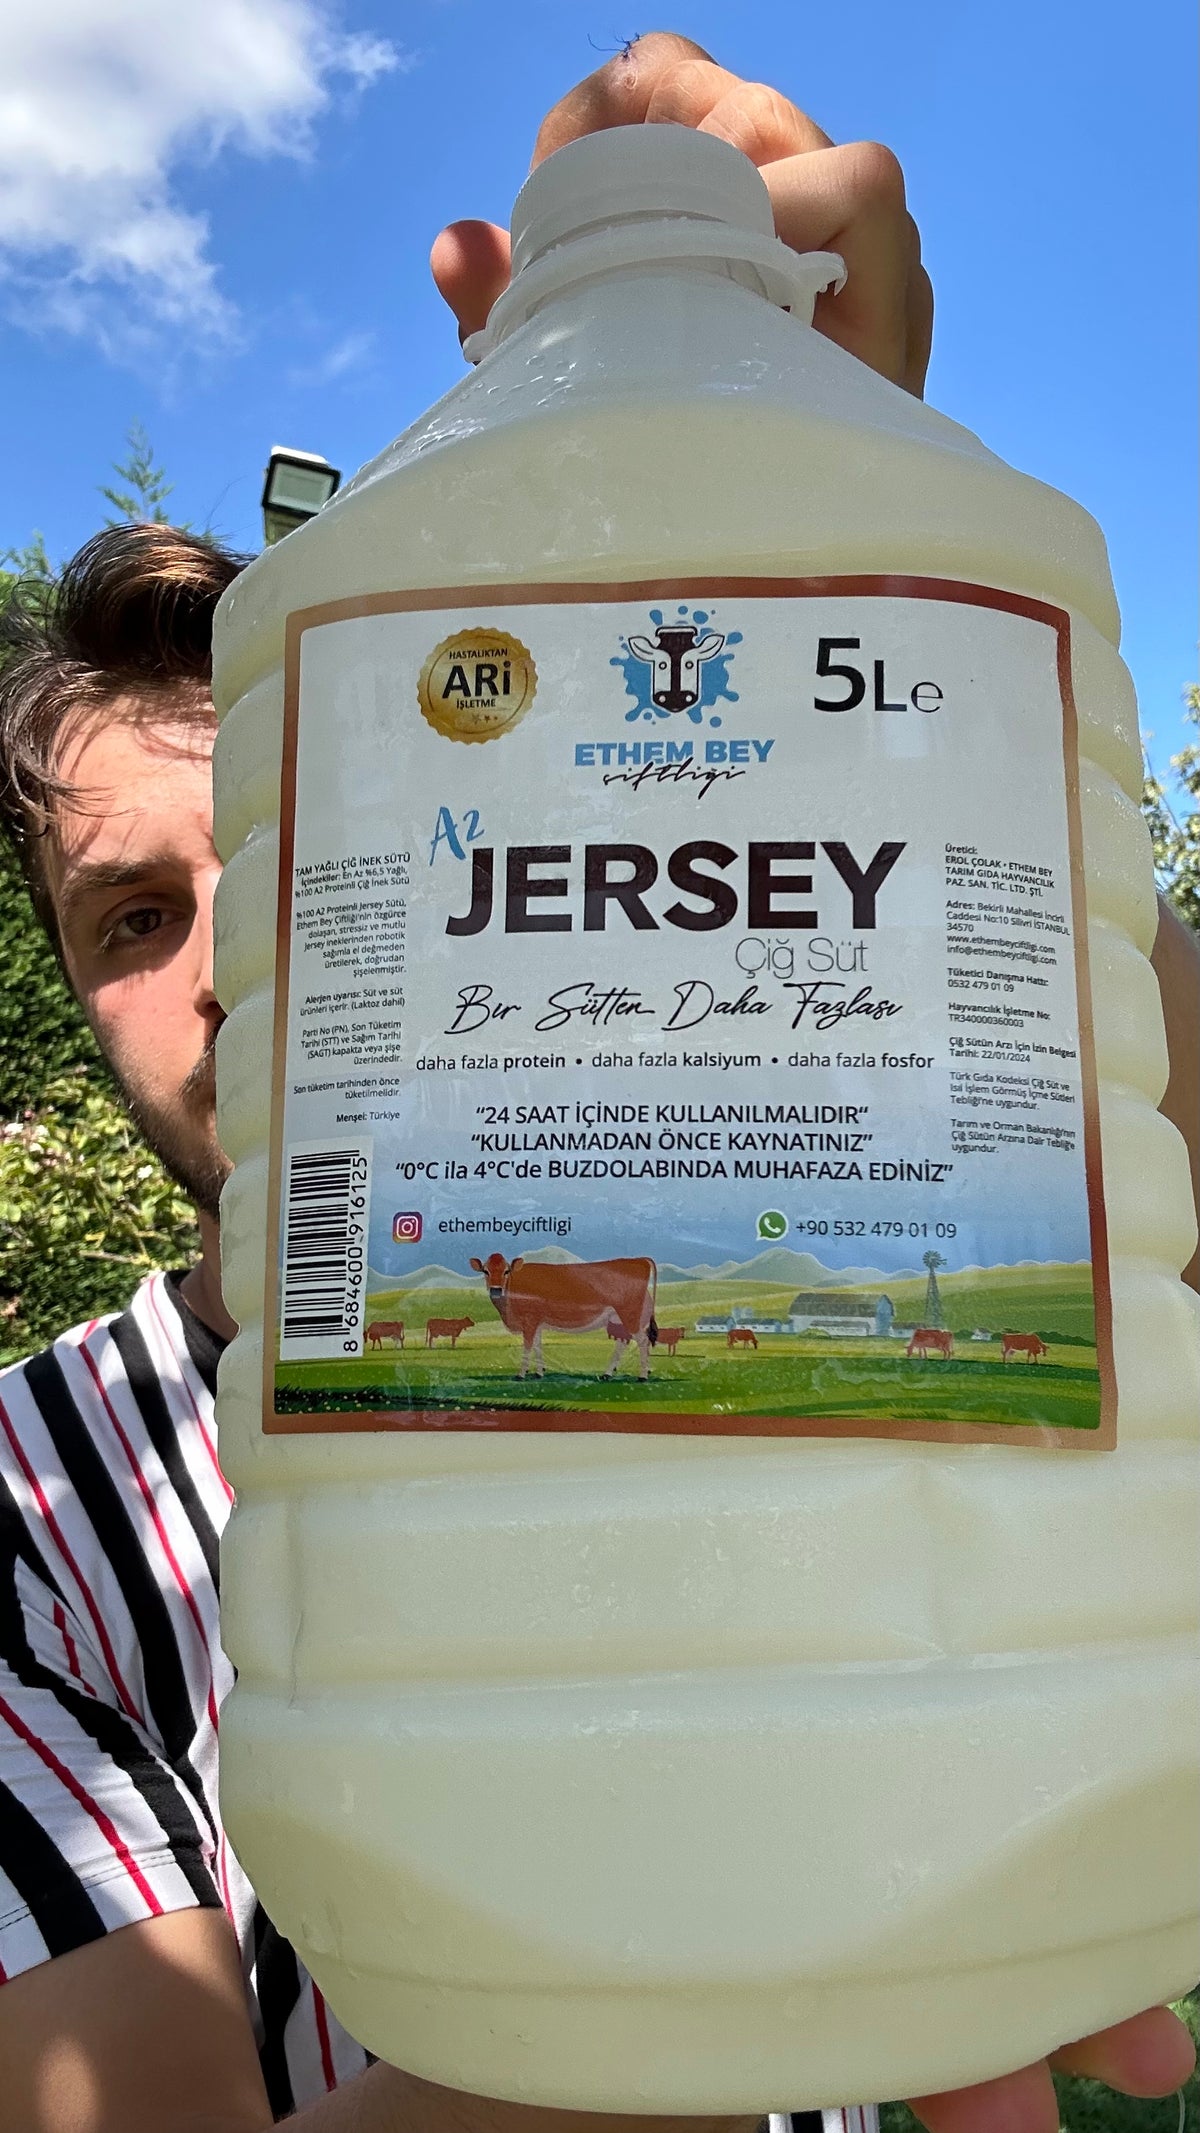 HASTALIKTAN
ARİ
İŞLETME
ETHEM BEY
çiftliği
5Le
A2
JERSEY
Çiğ Süt
Bir Sütten Daha Fazlası
daha fazla protein • daha fazla kalsiyum • daha fazla fosfor
"24 SAAT İÇİNDE KULLANILMALIDIR"
"KULLANMADAN ÖNCE KAYNATINIZ"
"0°C ila 4°C'de BUZDOLABINDA MUHAFAZA EDİNİZ"
ethembeyciftligi
+90 532 479 01 09
TAM YAĞLI ÇİĞ İNEK SÜTÜ
İçindekiler: En Az %6,5 Yağlı,
%100 A2 Proteinli Çiğ İnek Sütü
%100 A2 Proteinli Jersey Sütü,
Ethem Bey Çiftliği'nin özgürce
dolaşan, stressiz ve mutlu
Jersey ineklerinden robotik
sağımla el değmeden
üretilerek, doğrudan
şişelenmiştir.
Alerjen uyarısı: Süt ve süt
ürünleri içerir. (Laktoz dahil)
Parti No (PN), Son Tüketim
Tarihi (STT) ve Sağım Tarihi
(SAGT) kapakta veya şişe
üzerindedir.
Son tüketim tarihinden önce
tüketilmelidir.
Menşei: Türkiye
8 684600 916125
Üretici:
EROL ÇOLAK • ETHEM BEY
TARIM GIDA HAYVANCILIK
PAZ. SAN. TİC. LTD. ŞTİ.
Adres: Bekirli Mahallesi İncirli
Caddesi No:10 Silivri İSTANBUL
34570
www.ethembeyciftligi.com
info@ethembeyciftligi.com
Tüketici Danışma Hattı:
0532 479 01 09
Hayvancılık İşletme No:
TR340000360003
Çiğ Sütün Arzı İçin İzin Belgesi
Tarihi: 22/01/2024
Türk Gıda Kodeksi Çiğ Süt ve
Isıl İşlem Görmüş İçme Sütleri
Tebliği'ne uygundur.
Tarım ve Orman Bakanlığı'nın
Çiğ Sütün Arzına Dair Tebliğ'e
uygundur.